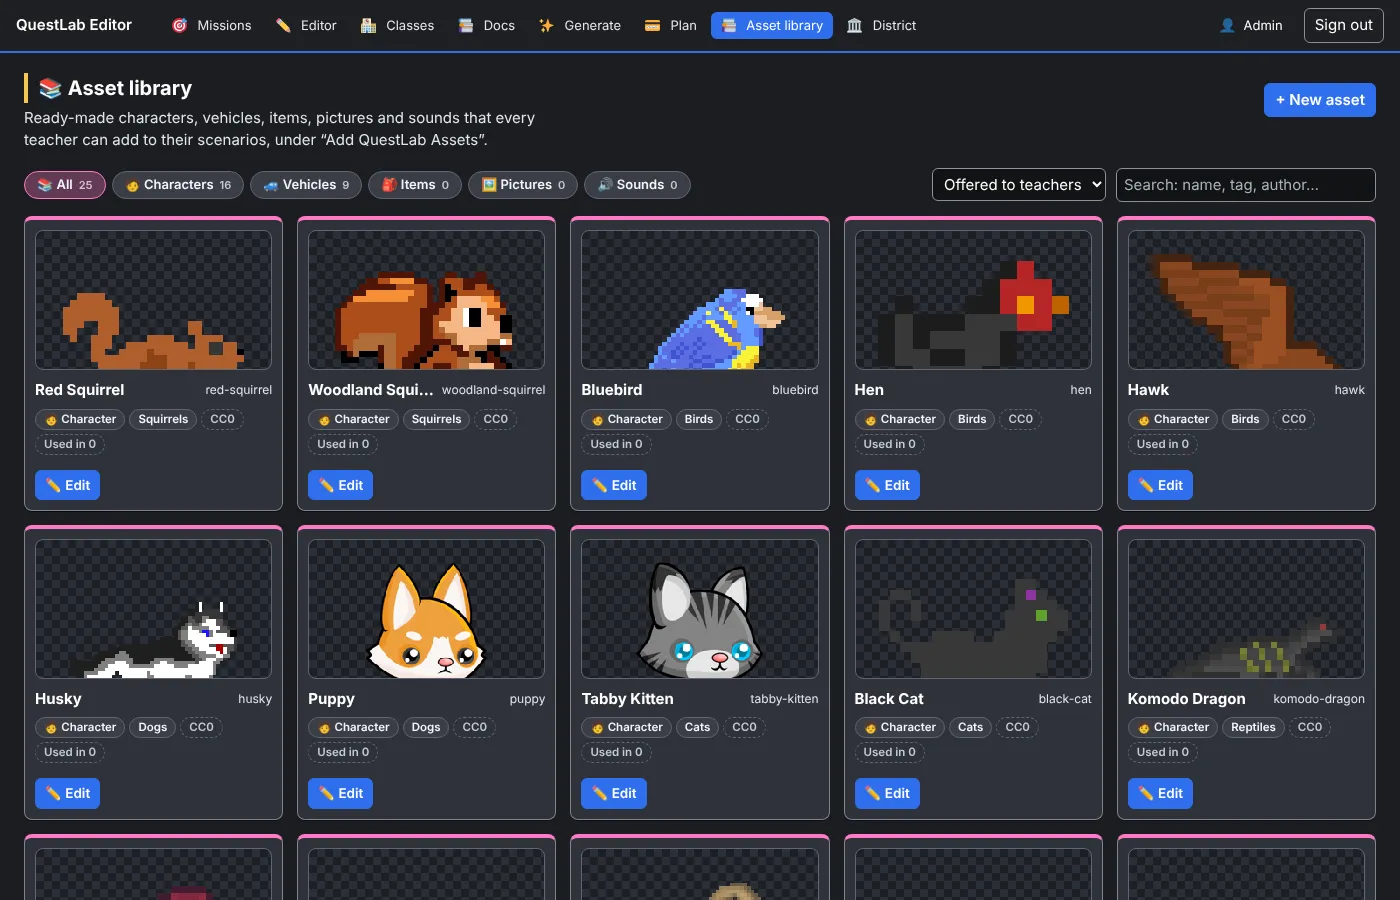 QuestLab Editor
Missions
Editor
Classes
Docs
Generate
Plan
Asset library
District
Admin
Sign out
Asset library
+ New asset
Ready-made characters, vehicles, items, pictures and sounds that every
teacher can add to their scenarios, under “Add QuestLab Assets”.
All 25
Characters 16
Vehicles 9
Items 0
Pictures 0
Sounds 0
Offered to teachers
Search: name, tag, author...
Red Squirrel red-squirrel
Character Squirrels CC0
Used in 0
Edit
Woodland Squi... woodland-squirrel
Character Squirrels CC0
Used in 0
Edit
Bluebird bluebird
Character Birds CC0
Used in 0
Edit
Hen hen
Character Birds CC0
Used in 0
Edit
Hawk hawk
Character Birds CC0
Used in 0
Edit
Husky husky
Character Dogs CC0
Used in 0
Edit
Puppy puppy
Character Dogs CC0
Used in 0
Edit
Tabby Kitten tabby-kitten
Character Cats CC0
Used in 0
Edit
Black Cat black-cat
Character Cats CC0
Used in 0
Edit
Komodo Dragon komodo-dragon
Character Reptiles CC0
Used in 0
Edit